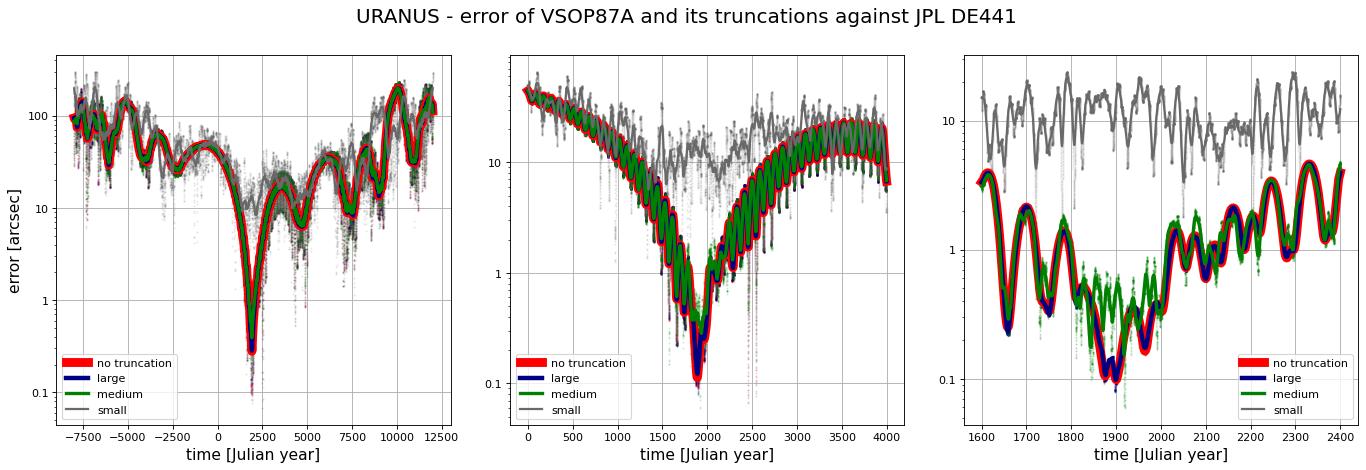 URANUS - error of VSOP87A and its truncations against JPL DE441
error [arcsec]
100
10
1
0.1
no truncation
large
medium
small
−7500 −5000 −2500 0 2500 5000 7500 10000 12500
time [Julian year]
10
1
0.1
no truncation
large
medium
small
0 500 1000 1500 2000 2500 3000 3500 4000
time [Julian year]
10
1
0.1
no truncation
large
medium
small
1600 1700 1800 1900 2000 2100 2200 2300 2400
time [Julian year]